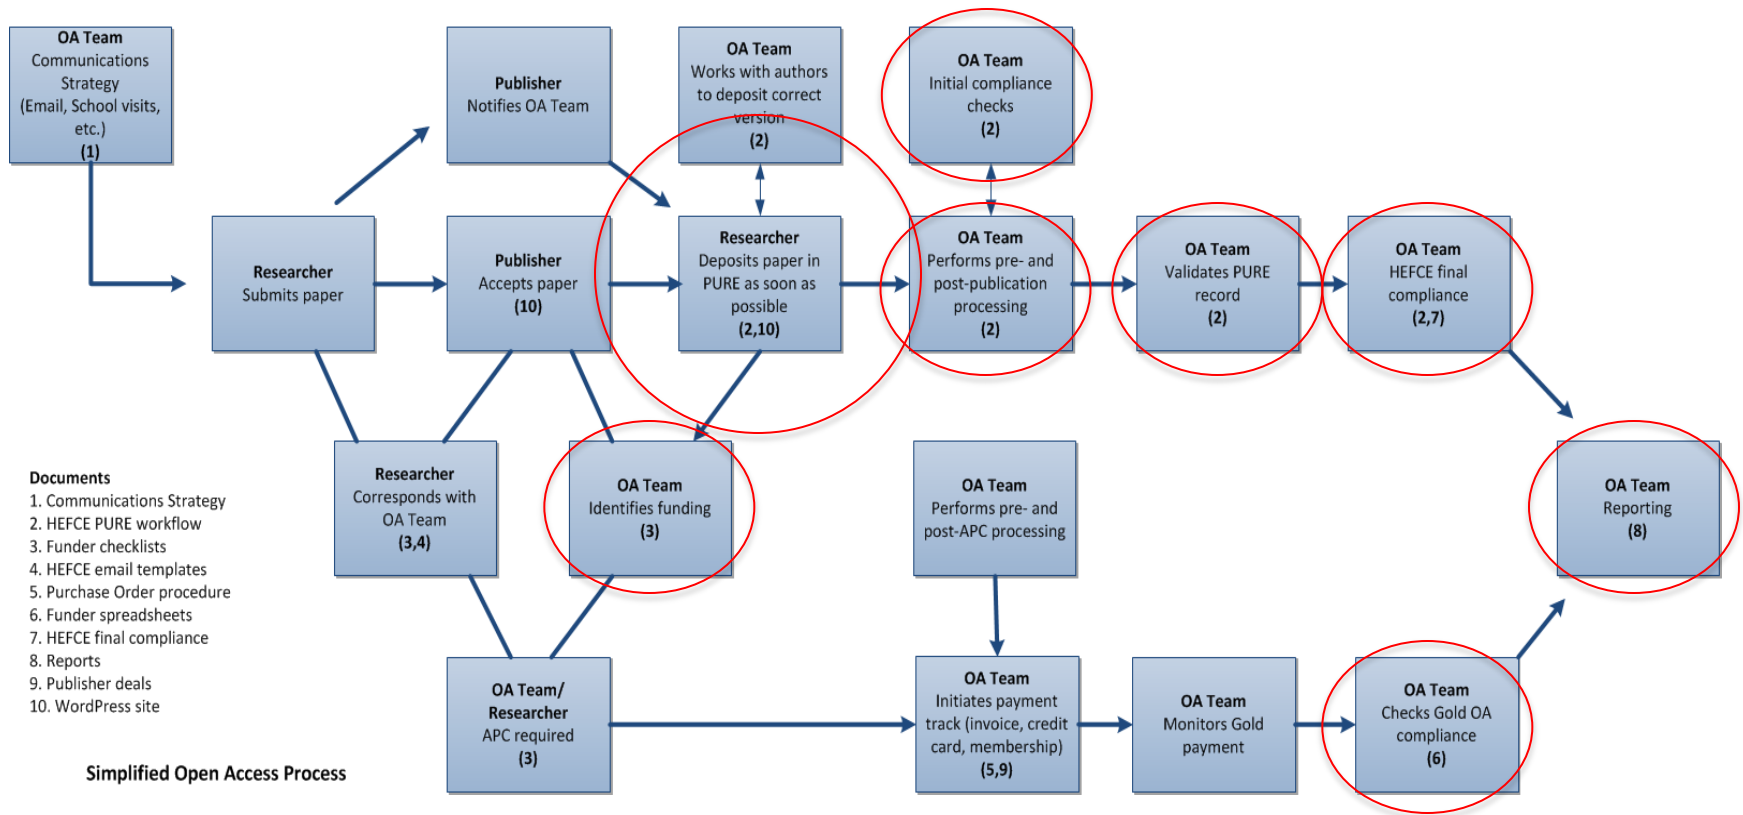 OA Team
Communications
Strategy
(Email, School visits,
etc.)
(1)
Publisher
Notifies OA Team
OA Team
Works with authors
to deposit correct
version
(2)
OA Team
Initial compliance
checks
(2)
Researcher
Submits paper
Publisher
Accepts paper
(10)
Researcher
Deposits paper in
PURE as soon as
possible
(2,10)
OA Team
Performs pre- and
post-publication
processing
(2)
OA Team
Validates PURE
record
(2)
OA Team
HEFCE final
compliance
(2,7)
Researcher
Corresponds with
OA Team
(3,4)
OA Team
Identifies funding
(3)
OA Team
Performs pre- and
post-APC processing
OA Team
Reporting
(8)
Documents
1. Communications Strategy
2. HEFCE PURE workflow
3. Funder checklists
4. HEFCE email templates
5. Purchase Order procedure
6. Funder spreadsheets
7. HEFCE final compliance
8. Reports
9. Publisher deals
10. WordPress site
OA Team/
Researcher
APC required
(3)
OA Team
Initiates payment
track (invoice, credit
card, membership)
(5,9)
OA Team
Monitors Gold
payment
OA Team
Checks Gold OA
compliance
(6)
Simplified Open Access Process